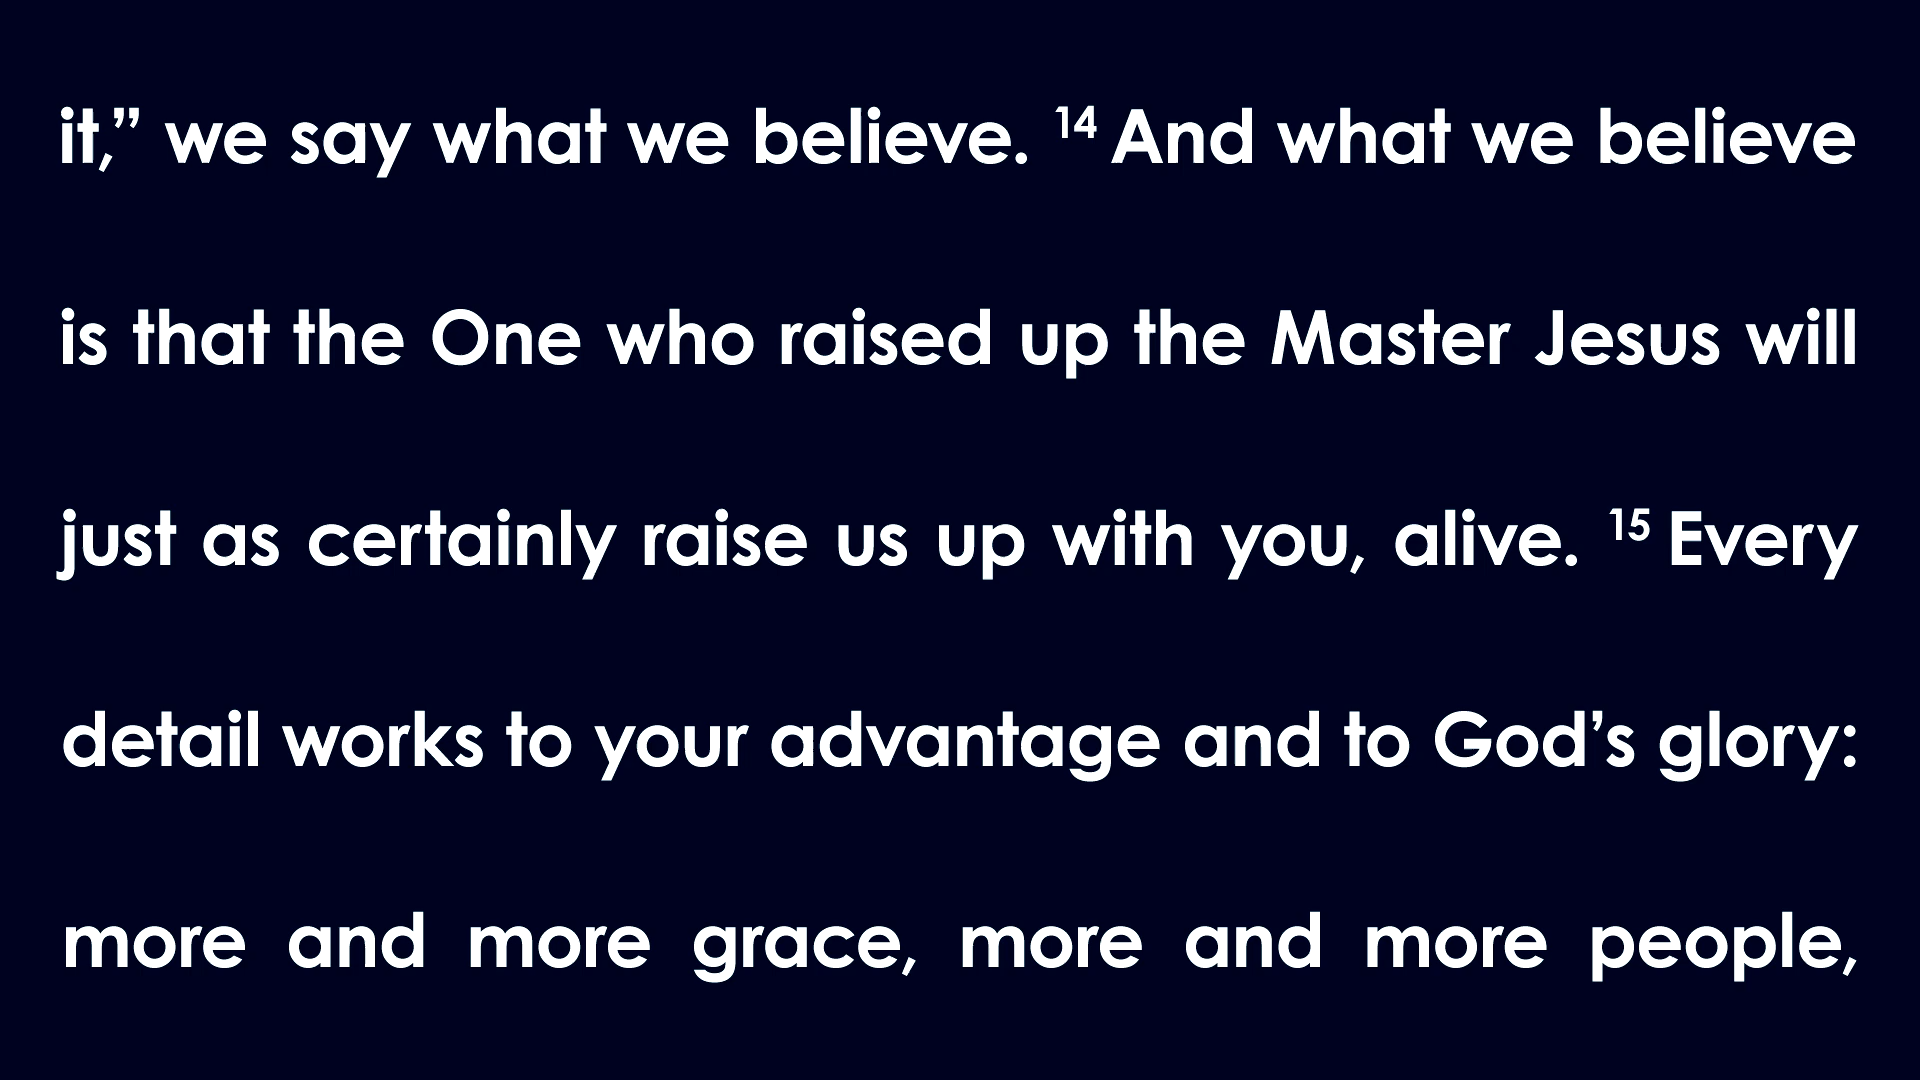 it,” we say what we believe. 14 And what we believe
is that the One who raised up the Master Jesus will
just as certainly raise us up with you, alive. 15 Every
detail works to your advantage and to God’s glory:
more and more grace, more and more people,